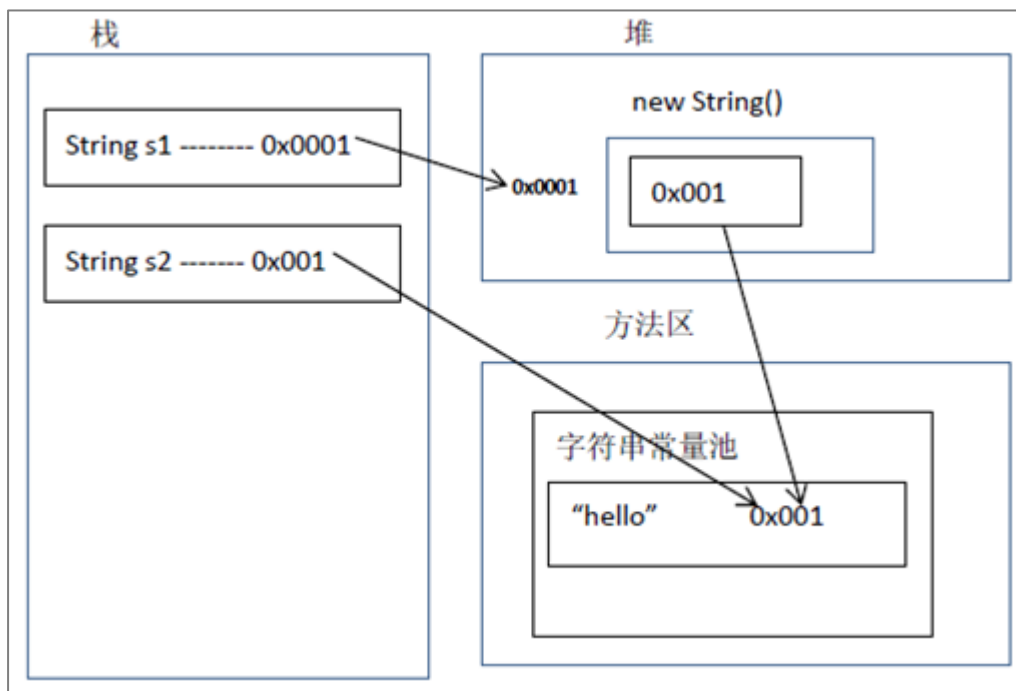 栈
String s1 -------- 0x0001
String s2 ------- 0x001
堆
new String()
0x0001
0x001
方法区
字符串常量池
“hello” 0x001